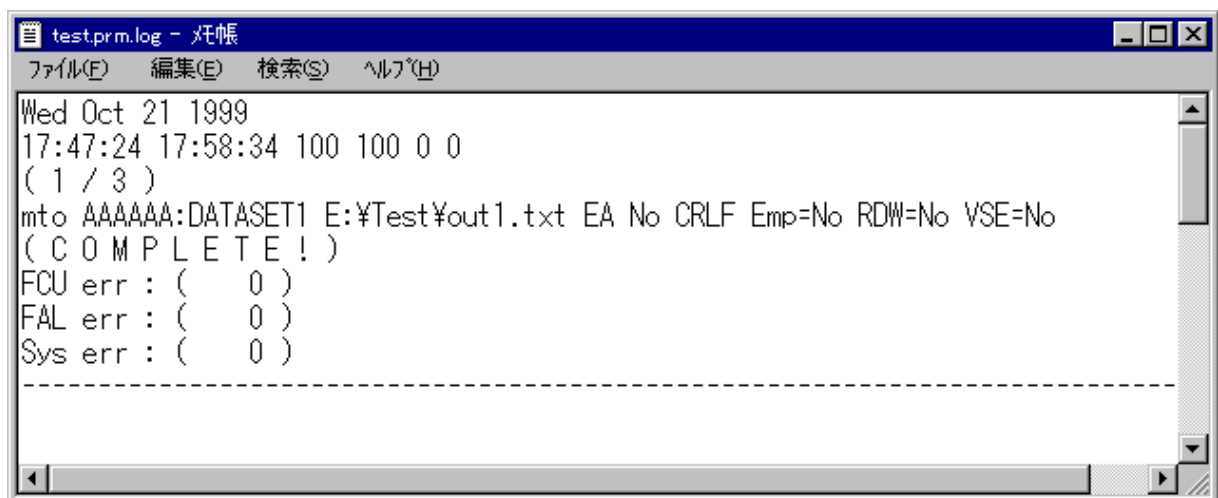 test.prm.log - メモ帳
ファイル(F) 編集(E) 検索(S) ヘルプ(H)
Wed Oct 21 1999
17:47:24 17:58:34 100 100 0 0
( 1 / 3 )
mto AAAAAA:DATASET1 E:¥Test¥out1.txt EA No CRLF Emp=No RDW=No VSE=No
( C O M P L E T E ! )
FCU err : (    0 )
FAL err : (    0 )
Sys err : (    0 )
----------------------------------------------------------------------------